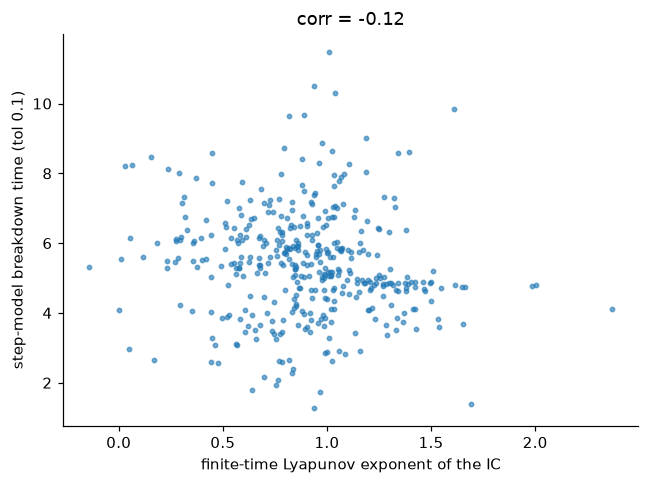 corr = -0.12
step-model breakdown time (tol 0.1)
10
8
6
4
2
0.0 0.5 1.0 1.5 2.0
finite-time Lyapunov exponent of the IC